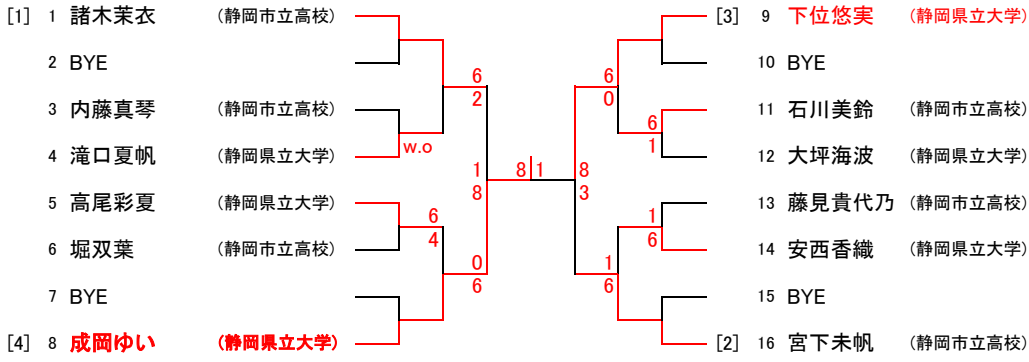 [1] 1 諸木茉衣 (静岡市立高校)
2 BYE
3 内藤真琴 (静岡市立高校)
4 滝口夏帆 (静岡県立大学)
5 高尾彩夏 (静岡県立大学)
6 堀双葉 (静岡市立高校)
7 BYE
[4] 8 成岡ゆい (静岡県立大学)
6
2
w.o
1
8
6
4
0
6
8 1
6
0
6
1
8
3
1
6
1
6
[3] 9 下位悠実 (静岡県立大学)
10 BYE
11 石川美鈴 (静岡市立高校)
12 大坪海波 (静岡県立大学)
13 藤見貴代乃 (静岡市立高校)
14 安西香織 (静岡県立大学)
15 BYE
[2] 16 宮下未帆 (静岡市立高校)